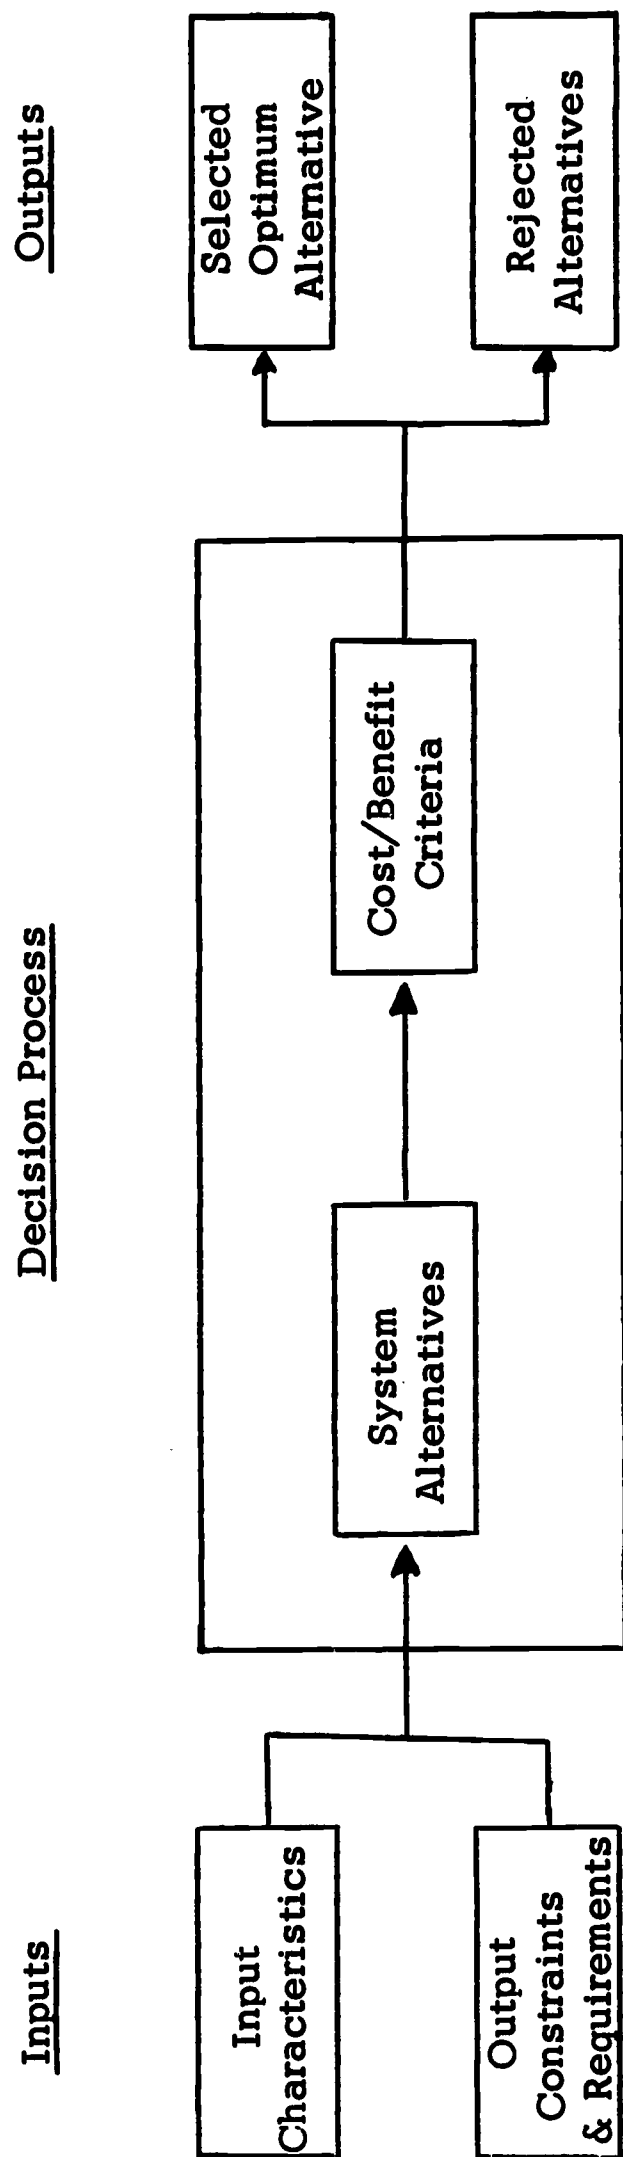 Inputs
Decision Process
Outputs
Input
Characteristics
Output
Constraints
& Requirements
System
Alternatives
Cost/Benefit
Criteria
Selected
Optimum
Alternative
Rejected
Alternatives